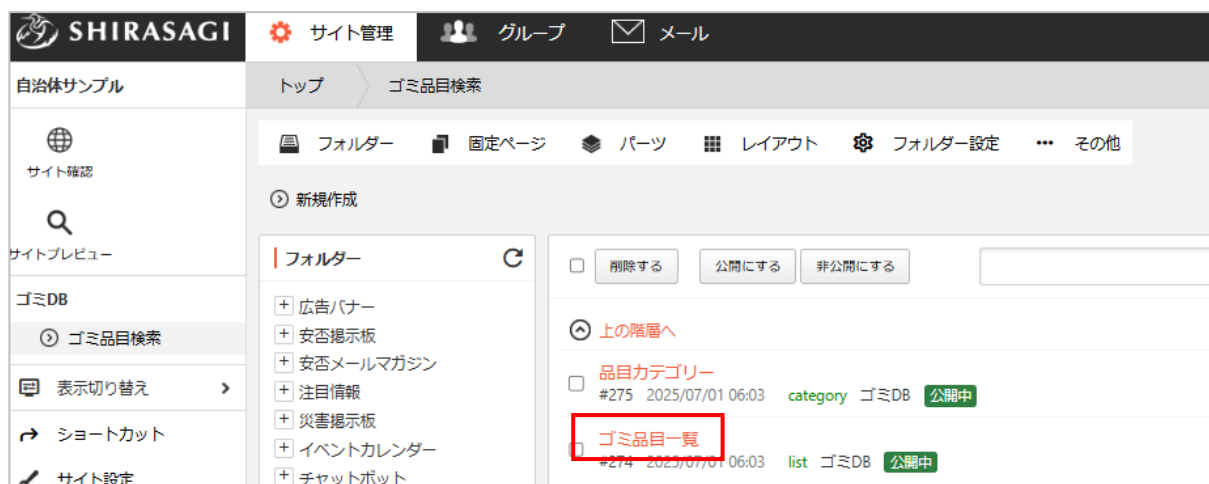 SHIRASAGI
サイト管理
グループ
メール
自治体サンプル
トップ
ゴミ品目検索
サイト確認
サイトプレビュー
ゴミDB
ゴミ品目検索
表示切り替え
ショートカット
サイト設定
フォルダー
固定ページ
パーツ
レイアウト
フォルダー設定
その他
新規作成
フォルダー
広告バナー
安否掲示板
安否メールマガジン
注目情報
災害掲示板
イベントカレンダー
チャットボット
削除する
公開にする
非公開にする
上の階層へ
品目カテゴリー
#275 2025/07/01 06:03 category ゴミDB 公開中
ゴミ品目一覧
#274 2025/07/01 06:03 list ゴミDB 公開中